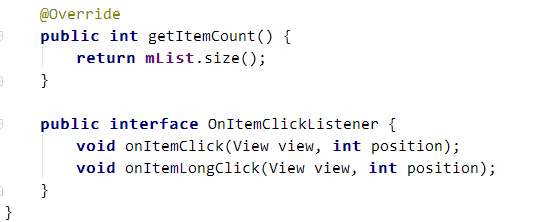 @Override
public int getItemCount() {
return mList.size();
}
public interface OnItemClickListener {
void onItemClick(View view, int position);
void onItemLongClick(View view, int position);
}
}